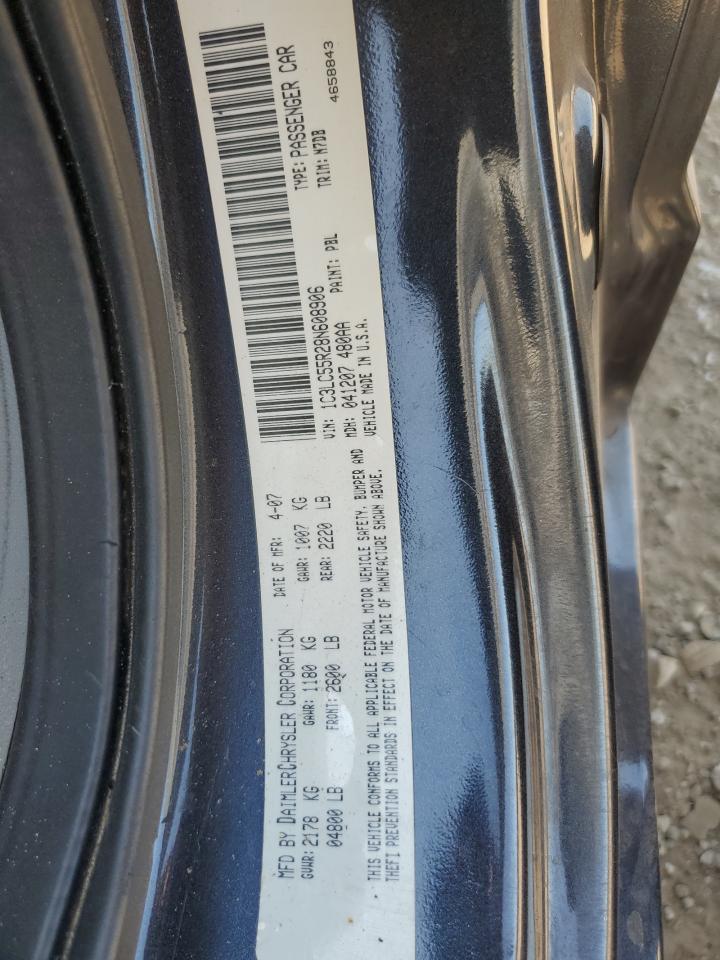 MFD BY DAIMLERCHRYSLER CORPORATION
DATE OF MFR: 4-07
GVWR: 2178 KG
04800 LB
GAWR: 1180 KG
FRONT: 2600 LB
GAWR: 1007 KG
REAR: 2220 LB
THIS VEHICLE CONFORMS TO ALL APPLICABLE FEDERAL MOTOR VEHICLE SAFETY, BUMPER AND
THEFT PREVENTION STANDARDS IN EFFECT ON THE DATE OF MANUFACTURE SHOWN ABOVE.
VIN: 1C3LC55R28N608906
TYPE: PASSENGER CAR
MDH: 041207 480AA
PAINT: PBL
TRIM: M7DB
VEHICLE MADE IN U.S.A.
4658843